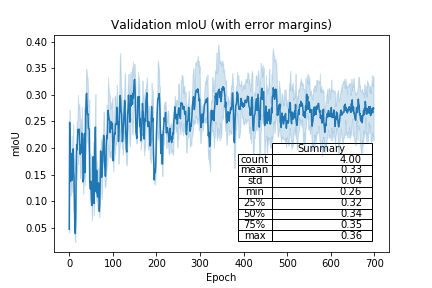 Validation mIoU (with error margins)
mIoU
0.40
0.35
0.30
0.25
0.20
0.15
0.10
0.05
Summary
count 4.00
mean 0.33
std 0.04
min 0.26
25% 0.32
50% 0.34
75% 0.35
max 0.36
0 100 200 300 400 500 600 700
Epoch